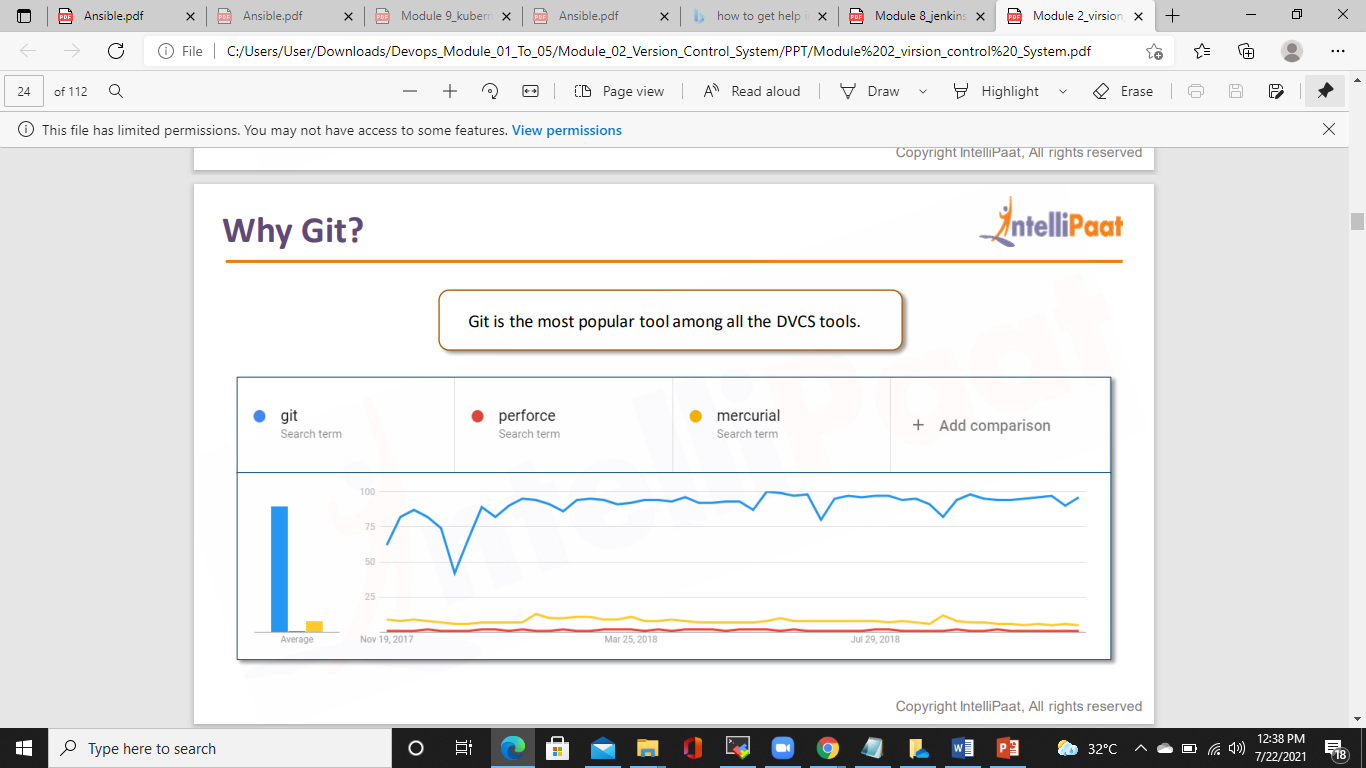 Ansible.pdf
Ansible.pdf
Module 9_kubern
Ansible.pdf
how to get help i
Module 8_jenkins
Module 2_virsion
File
C:/Users/User/Downloads/Devops_Module_01_To_05/Module_02_Version_Control_System/PPT/Module%202_virsion_control%20_System.pdf
24 of 112
Page view
Read aloud
Draw
Highlight
Erase
This file has limited permissions. You may not have access to some features. View permissions
Copyright IntelliPaat, All rights reserved
Why Git?
IntelliPaat
Git is the most popular tool among all the DVCS tools.
git
Search term
perforce
Search term
mercurial
Search term
+ Add comparison
100
75
50
25
Average
Nov 19, 2017
Mar 25, 2018
Jul 29, 2018
IntelliPaat
Copyright IntelliPaat, All rights reserved
Type here to search
32°C
12:38 PM
7/22/2021
18